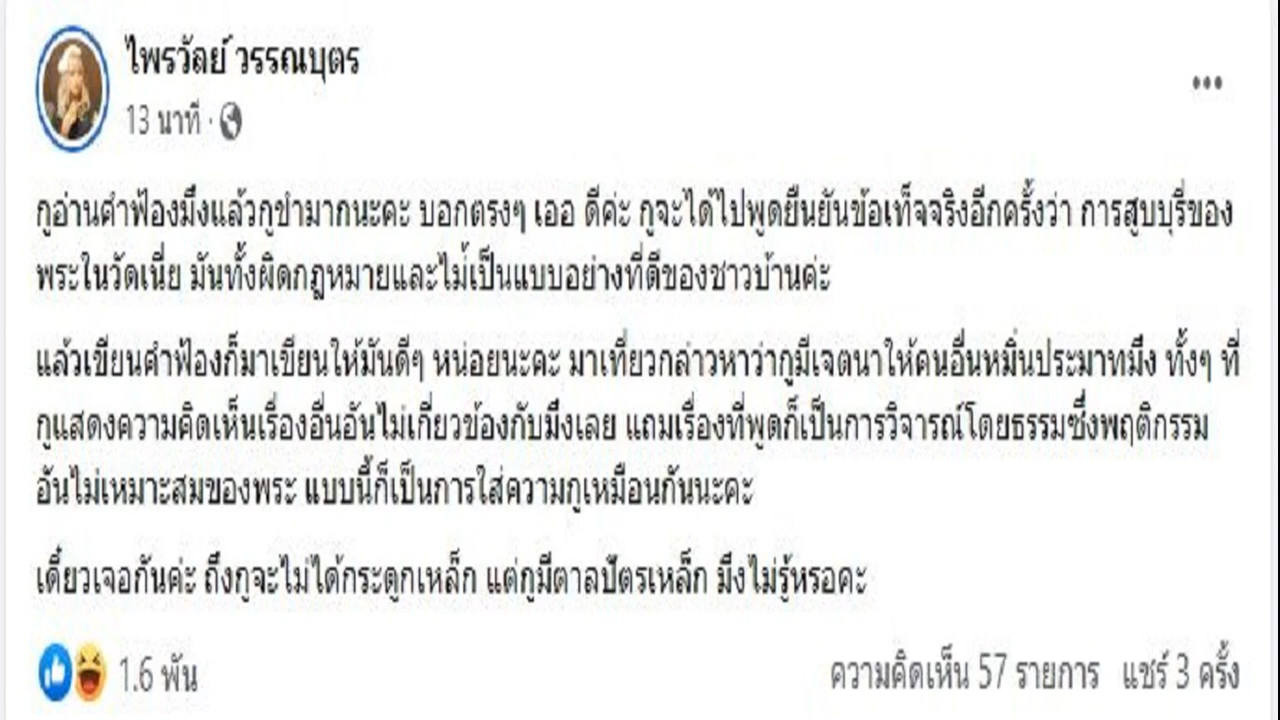 ไพรวัลย์ วรรณบุตร
13 นาที ·
กูอ่านคำฟ้องมึงแล้วกูขำมากนะคะ บอกตรงๆ เออ ดีค่ะ กูจะได้ไปพูดยืนยันข้อเท็จจริงอีกครั้งว่า การสูบบุรี่ของ
พระในวัดเนี่ย มันทั้งผิดกฎหมายและไม่เป็นแบบอย่างที่ดีของชาวบ้านค่ะ
แล้วเขียนคำฟ้องก็มาเขียนให้มันดีๆ หน่อยนะคะ มาเที่ยวกล่าวหาว่ากูมีเจตนาให้คนอื่นหมิ่นประมาทมึง ทั้งๆ ที่
กูแสดงความคิดเห็นเรื่องอื่นอันไม่เกี่ยวข้องกับมึงเลย แถมเรื่องที่พูดก็เป็นการวิจารณ์โดยธรรมซึ่งพฤติกรรม
อันไม่เหมาะสมของพระ แบบนี้ก็เป็นการใส่ความกูเหมือนกันนะคะ
เดี๋ยวเจอกันค่ะ ถึงกูจะไม่ได้กระดูกเหล็ก แต่กูมีตาลปัตรเหล็ก มึงไม่รู้หรอคะ
1.6 พัน
ความคิดเห็น 57 รายการ แชร์ 3 ครั้ง